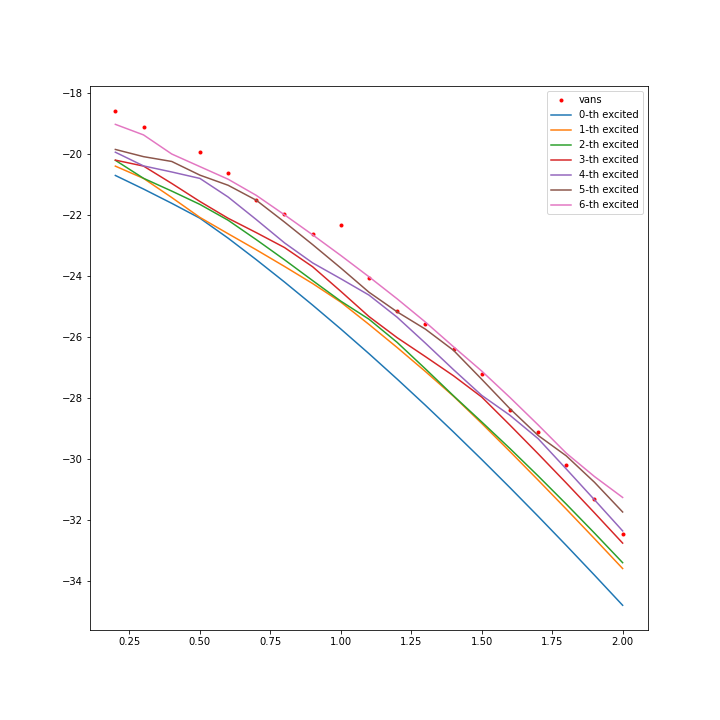 −18
−20
−22
−24
−26
−28
−30
−32
−34
0.25
0.50
0.75
1.00
1.25
1.50
1.75
2.00
vans
0-th excited
1-th excited
2-th excited
3-th excited
4-th excited
5-th excited
6-th excited